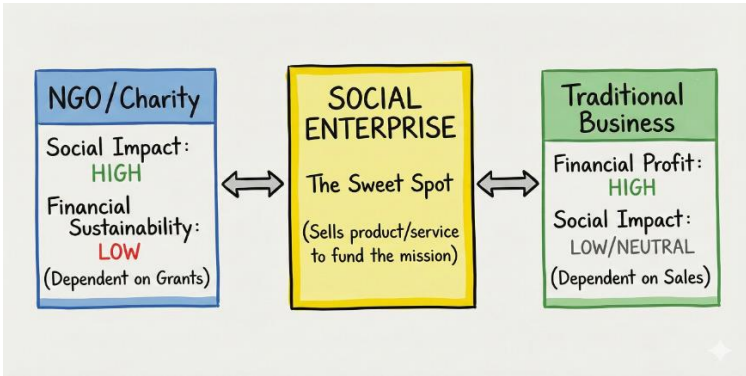 NGO/Charity
Social Impact:
HIGH
Financial
Sustainability:
LOW
(Dependent on Grants)
SOCIAL
ENTERPRISE
The Sweet Spot
(Sells product/service
to fund the mission)
Traditional
Business
Financial Profit:
HIGH
Social Impact:
LOW/NEUTRAL
(Dependent on Sales)